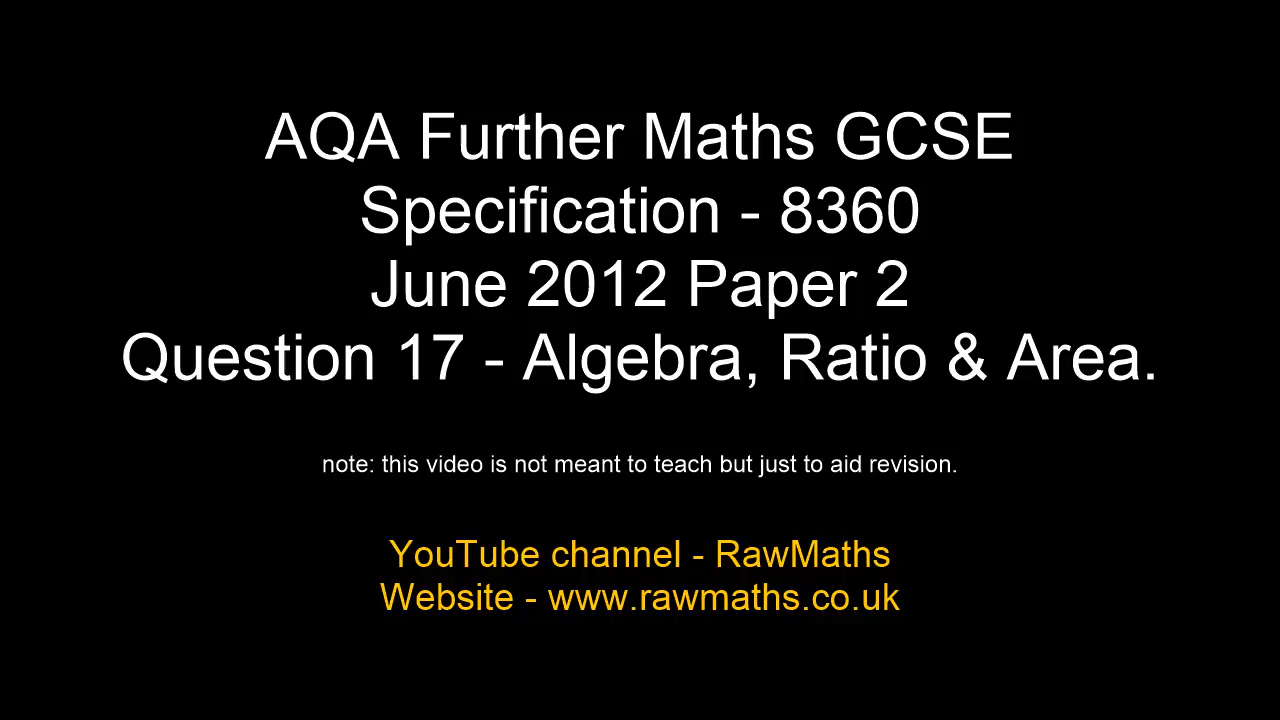 AQA Further Maths GCSE
Specification - 8360
June 2012 Paper 2
Question 17 - Algebra, Ratio & Area.
note: this video is not meant to teach but just to aid revision.
YouTube channel - RawMaths
Website - www.rawmaths.co.uk